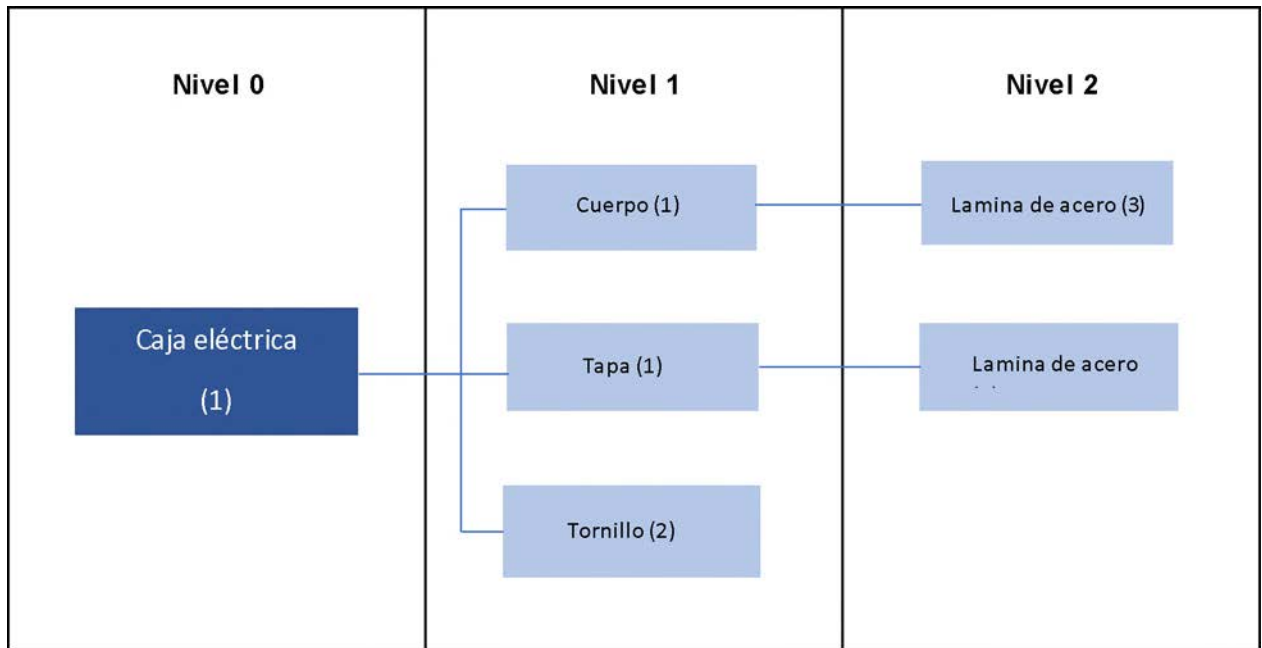 Nivel 0
Nivel 1
Nivel 2
Cuerpo (1)
Lamina de acero (3)
Caja eléctrica
(1)
Tapa (1)
Lamina de acero
Tornillo (2)